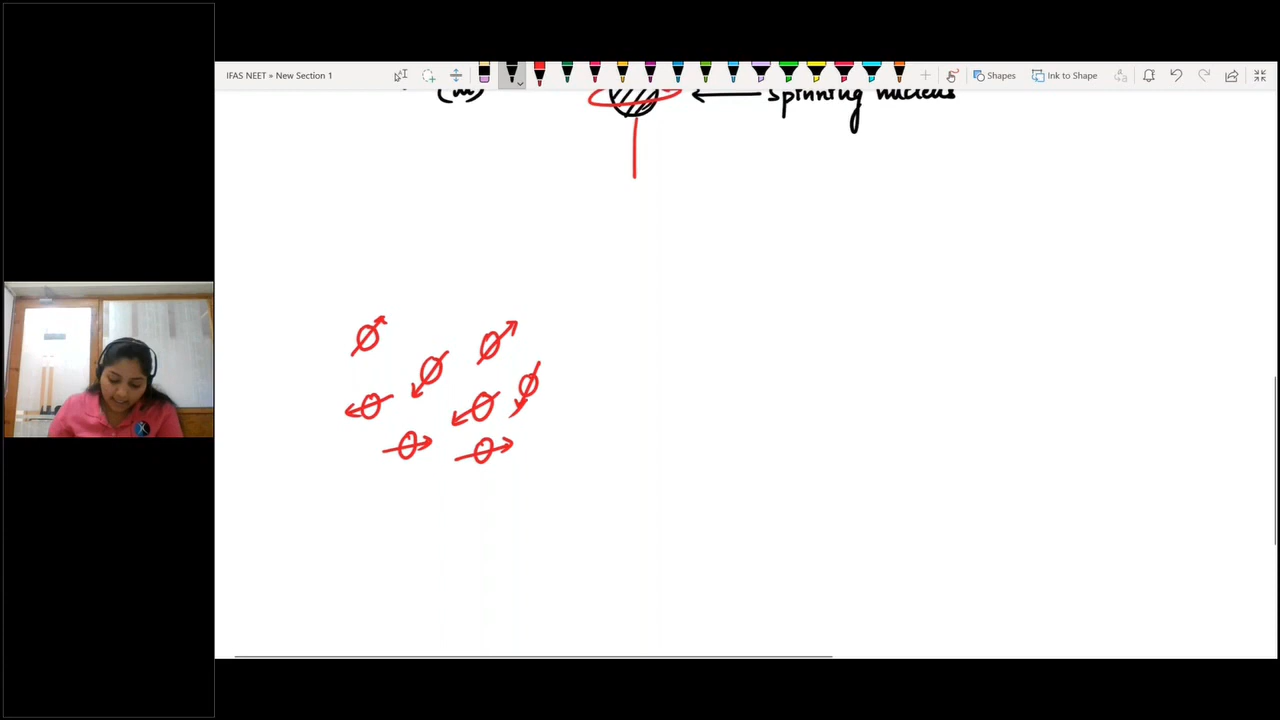 IFAS NEET » New Section 1
Shapes
Ink to Shape
(m)
spinning nucleus